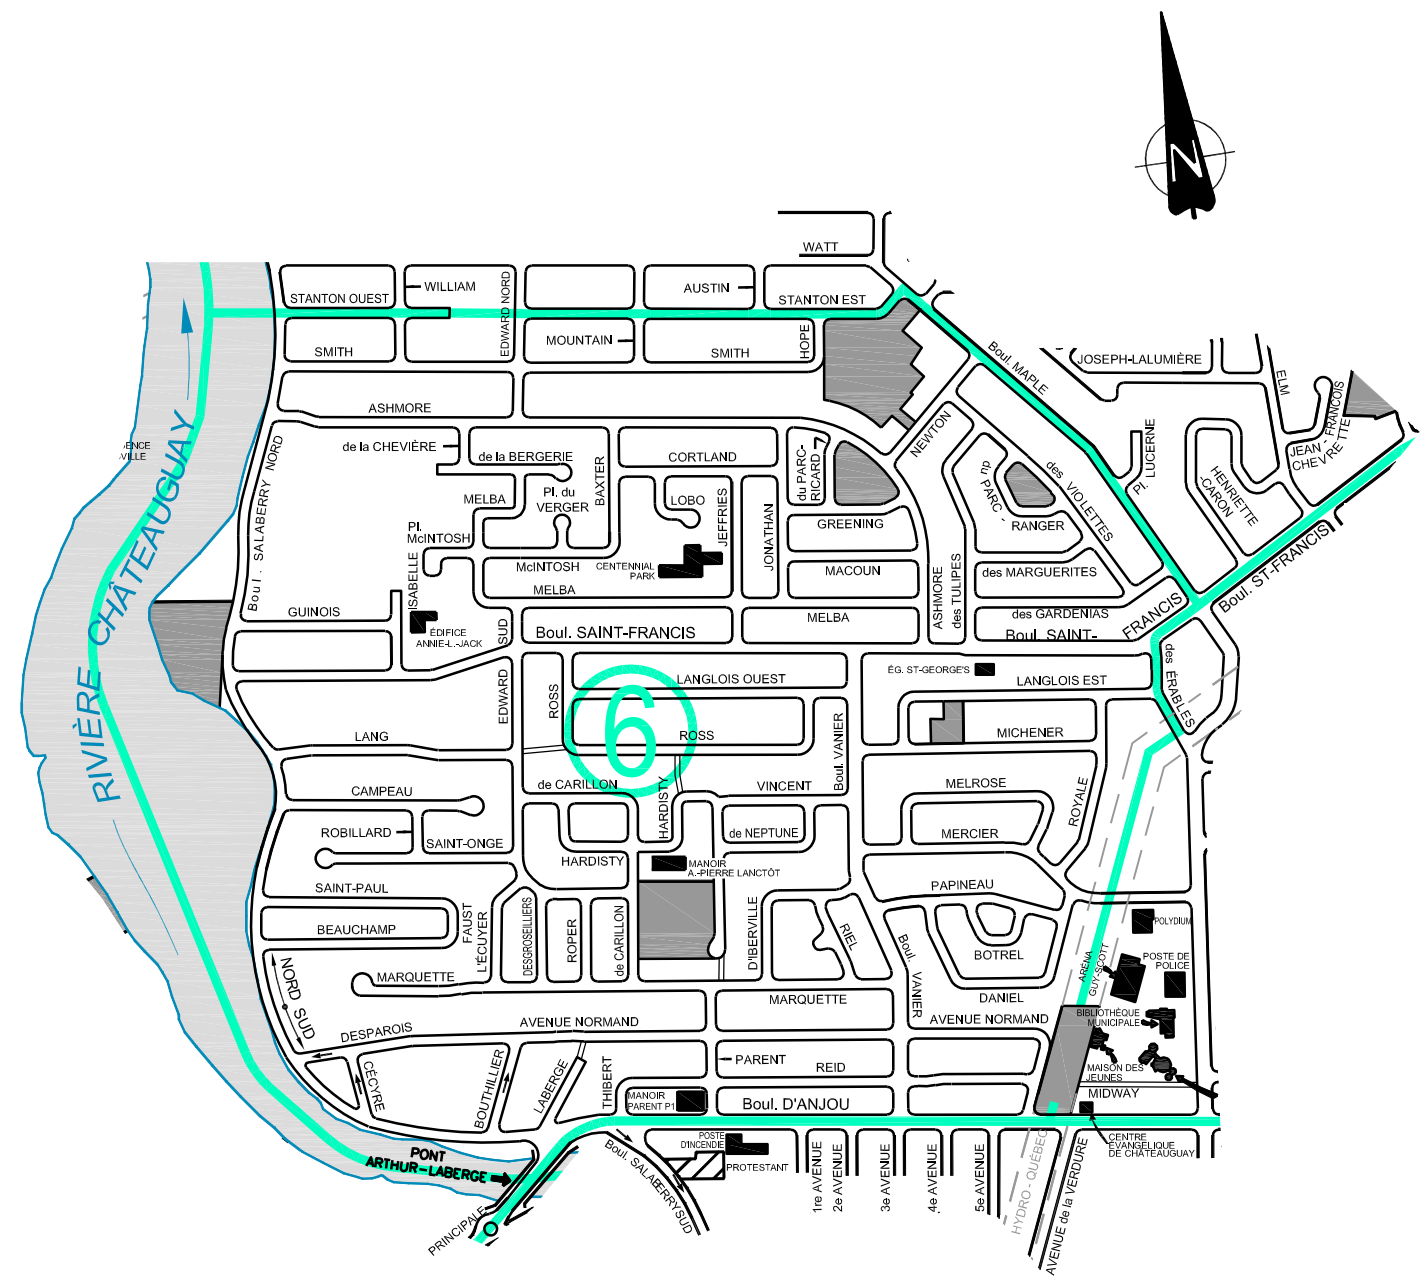 N
WATT
WILLIAM
STANTON OUEST
EDWARD NORD
AUSTIN
STANTON EST
SMITH
MOUNTAIN
SMITH
HOPE
Boul. MAPLE
JOSEPH-LALUMIÈRE
ELM
JEAN - FRANCOIS
CHEVRETTE
ASHMORE
NEWTON
de la CHEVIÈRE
de la BERGERIE
BAXTER
CORTLAND
du PARC-
RICARD
Pl. LUCERNE
HENRIETTE
-CARON
ENCE
VILLE
Boul. SALABERRY NORD
MELBA
Pl. du
VERGER
LOBO
JEFFRIES
JONATHAN
GREENING
du PARC -
RANGER
des VIOLETTES
Pl.
McINTOSH
McINTOSH
CENTENNIAL
PARK
MACOUN
des MARGUERITES
RIVIÈRE CHÂTEAUGUAY
ISABELLE
MELBA
MELBA
ASHMORE
des TULIPES
des GARDENIAS
Boul. ST-FRANCIS
GUINOIS
ÉDIFICE
ANNIE-L.-JACK
SUD
Boul. SAINT-FRANCIS
Boul. SAINT-
FRANCIS
EDWARD
ROSS
LANGLOIS OUEST
ÉG. ST-GEORGE'S
LANGLOIS EST
des ÉRABLES
6
LANG
ROSS
Boul. VANIER
MICHENER
CAMPEAU
de CARILLON
HARDISTY
VINCENT
MELROSE
ROYALE
ROBILLARD
SAINT-ONGE
de NEPTUNE
MERCIER
HARDISTY
MANOIR
A.-PIERRE LANCTÔT
SAINT-PAUL
PAPINEAU
BEAUCHAMP
FAUST
L'ÉCUYER
DESGROSEILLIERS
ROPER
de CARILLON
D'IBERVILLE
RIEL
Boul. VANIER
BOTREL
POLYDIUM
ARÉNA
GUY-SCOTT
POSTE DE
POLICE
NORD
SUD
MARQUETTE
MARQUETTE
DANIEL
DESPAROIS
AVENUE NORMAND
AVENUE NORMAND
BIBLIOTHÈQUE
MUNICIPALE
CÉCYRE
BOUTHILLIER
LABERGE
THIBERT
PARENT
REID
MAISON DES
JEUNES
MIDWAY
MANOIR
PARENT P1
Boul. D'ANJOU
PONT
ARTHUR-LABERGE
POSTE
D'INCENDIE
PROTESTANT
CENTRE
EVANGÉLIQUE
DE CHÂTEAUGUAY
PRINCIPALE
Boul. SALABERRY SUD
1re AVENUE
2e AVENUE
3e AVENUE
4e AVENUE
5e AVENUE
HYDRO - QUÉBEC
AVENUE de la VERDURE